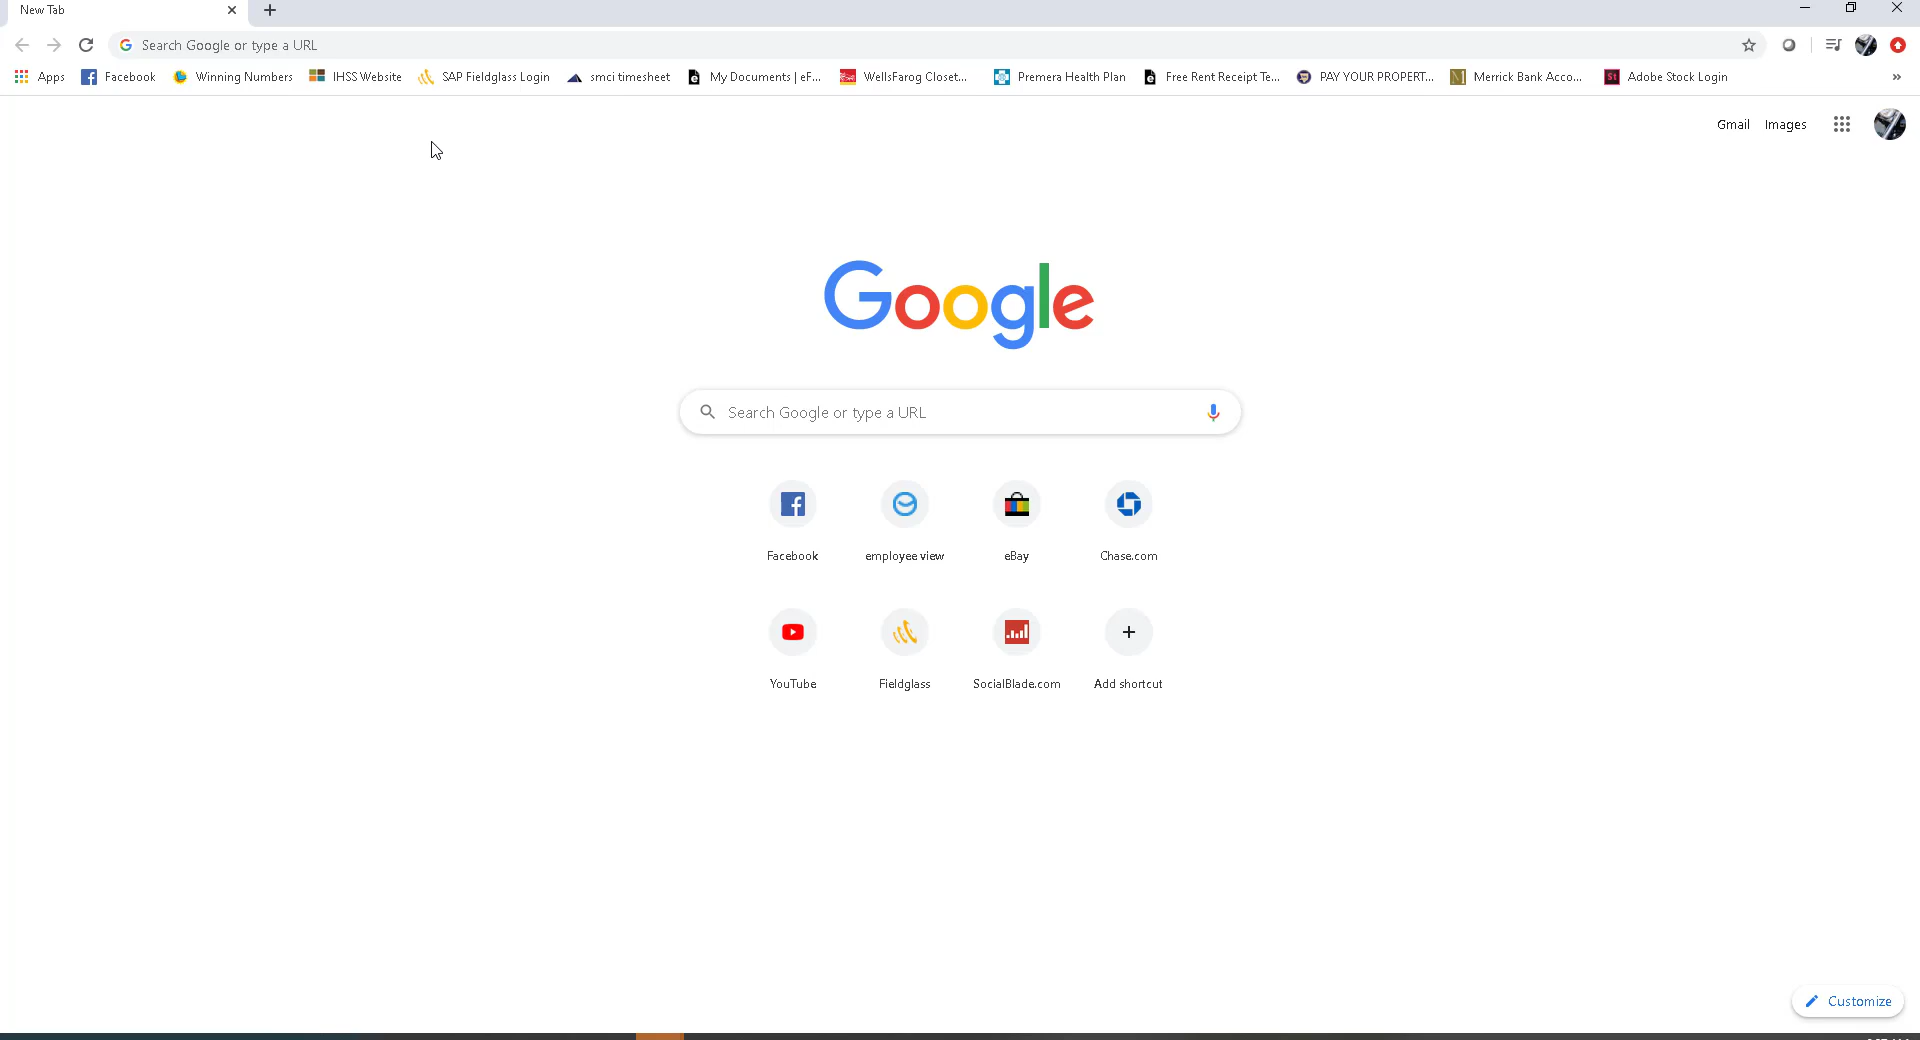 New Tab
Search Google or type a URL
Apps Facebook Winning Numbers IHSS Website SAP Fieldglass Login smci timesheet My Documents | eF... WellsFarog Closet... Premera Health Plan Free Rent Receipt Te... PAY YOUR PROPERT... Merrick Bank Acco... Adobe Stock Login »
Gmail Images
Google
Search Google or type a URL
Facebook employee view eBay Chase.com
YouTube Fieldglass SocialBlade.com Add shortcut
Customize